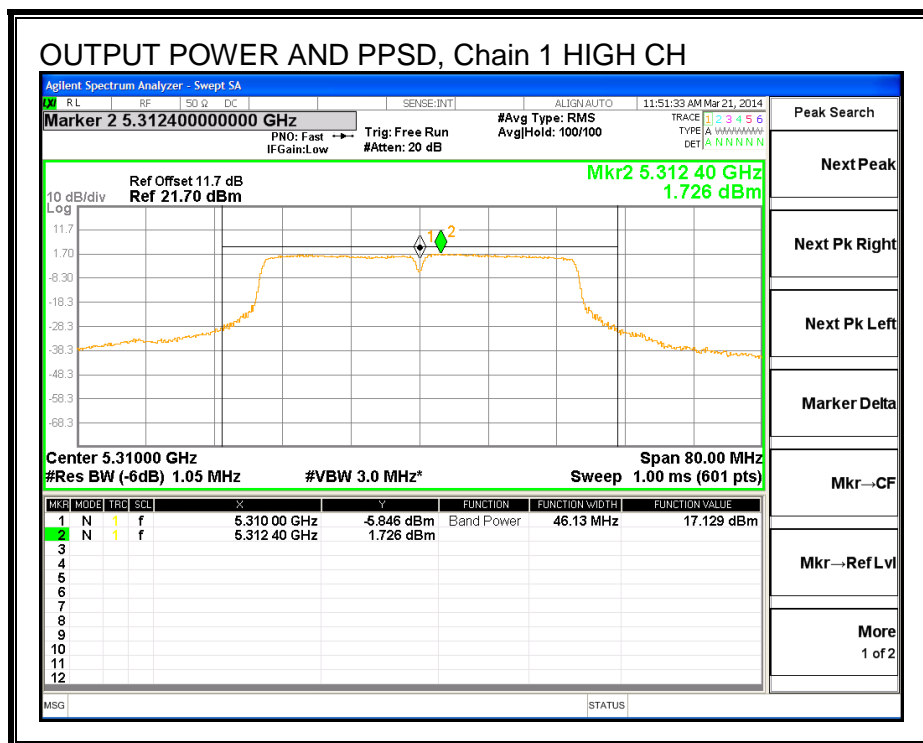 OUTPUT POWER AND PPSD, Chain 1 HIGH CH
Agilent Spectrum Analyzer - Swept SA
LXI RL RF 50 Ω DC SENSE:INT ALIGN AUTO 11:51:33 AM Mar 21, 2014
Marker 2 5.312400000000 GHz
PNO: Fast
IFGain:Low
Trig: Free Run
#Atten: 20 dB
#Avg Type: RMS
Avg|Hold: 100/100
TRACE 1 2 3 4 5 6
TYPE A WWWWW
DET A N N N N N
Peak Search
Next Peak
Next Pk Right
Next Pk Left
Marker Delta
Mkr→CF
Mkr→Ref Lvl
More
1 of 2
Mkr2 5.312 40 GHz
1.726 dBm
Ref Offset 11.7 dB
10 dB/div Ref 21.70 dBm
Log
11.7
1.70
-8.30
-18.3
-28.3
-38.3
-48.3
-58.3
-68.3
1 2
Center 5.31000 GHz Span 80.00 MHz
#Res BW (-6dB) 1.05 MHz #VBW 3.0 MHz* Sweep 1.00 ms (601 pts)
MKR MODE TRC SCL X Y FUNCTION FUNCTION WIDTH FUNCTION VALUE
1 N 1 f 5.310 00 GHz -5.846 dBm Band Power 46.13 MHz 17.129 dBm
2 N 1 f 5.312 40 GHz 1.726 dBm
3
4
5
6
7
8
9
10
11
12
MSG STATUS